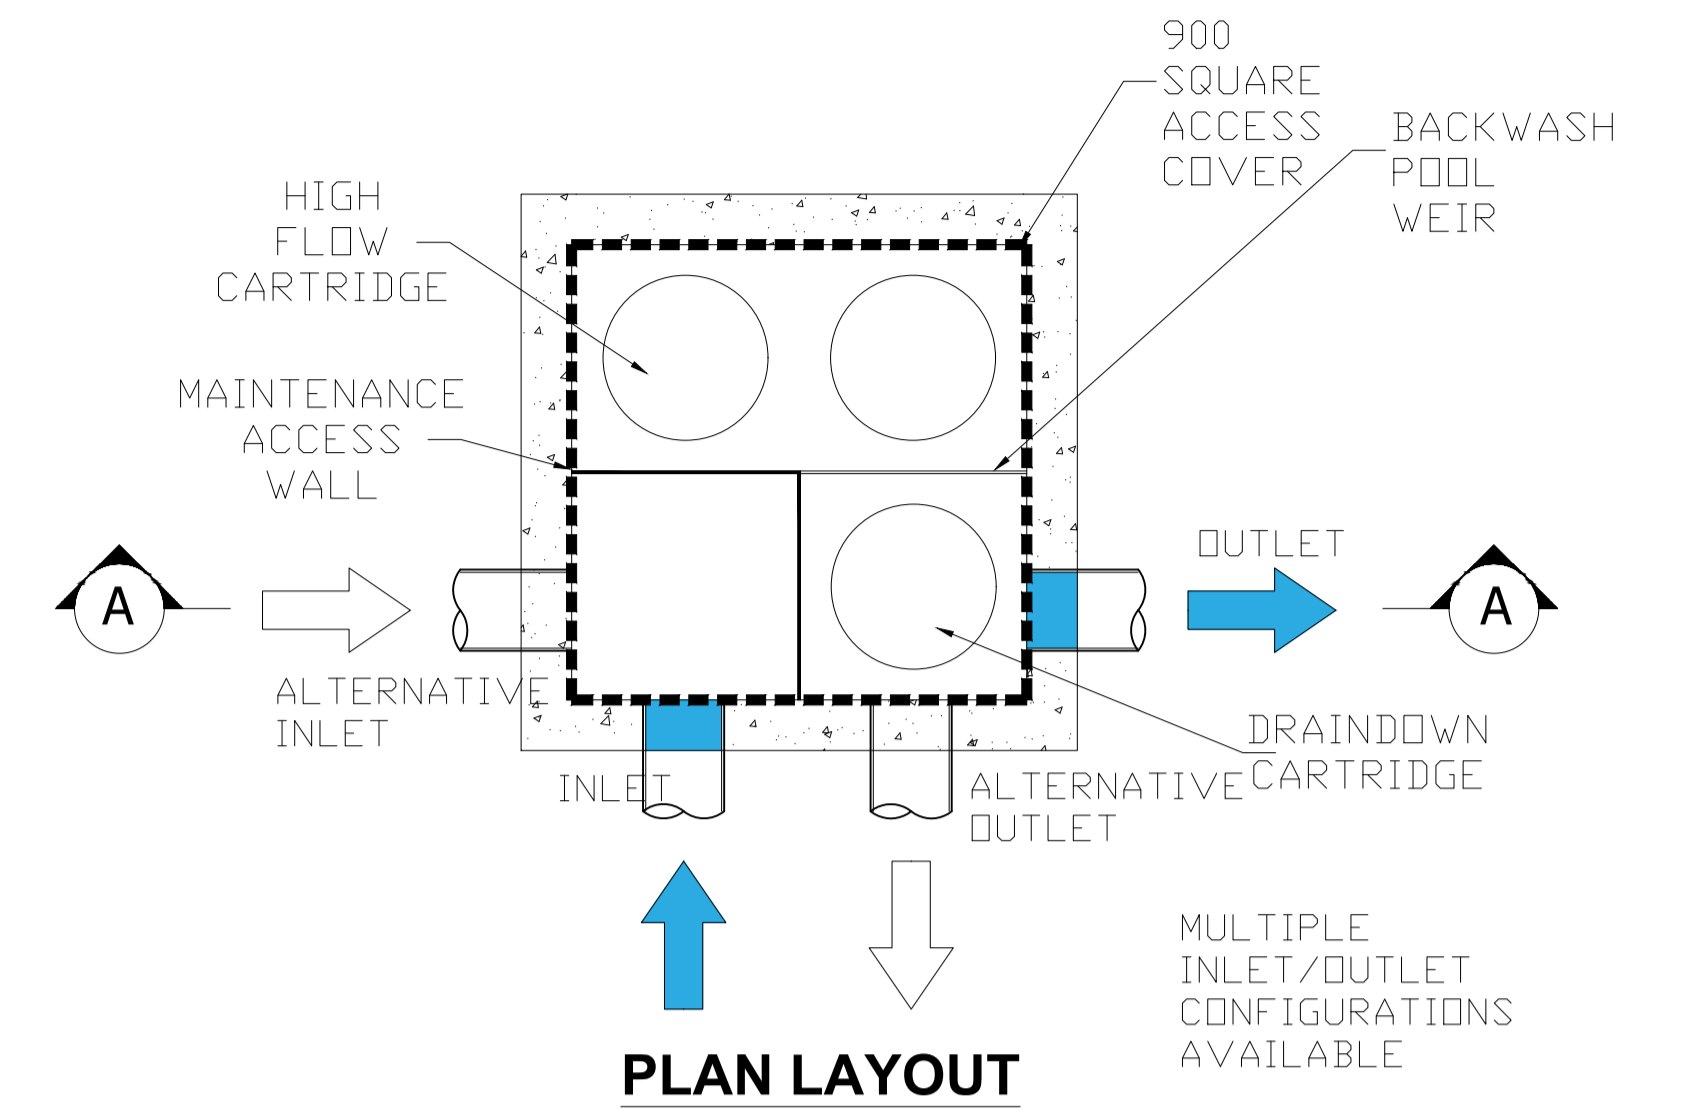 900
SQUARE
ACCESS
COVER
BACKWASH
POOL
WEIR
HIGH
FLOW
CARTRIDGE
MAINTENANCE
ACCESS
WALL
A
OUTLET
A
ALTERNATIVE
INLET
INLET
ALTERNATIVE
OUTLET
DRAINDOWN
CARTRIDGE
MULTIPLE
INLET/OUTLET
CONFIGURATIONS
AVAILABLE
PLAN LAYOUT